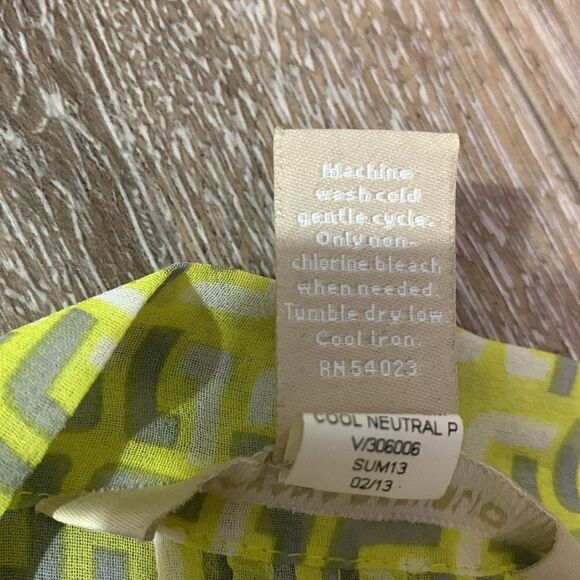 Machine
wash cold
gentle cycle.
Only non-
chlorine bleach
when needed
Tumble dry low
Cool iron.
RN 54023
COOL NEUTRAL P
V/306006
SUM13
02/13